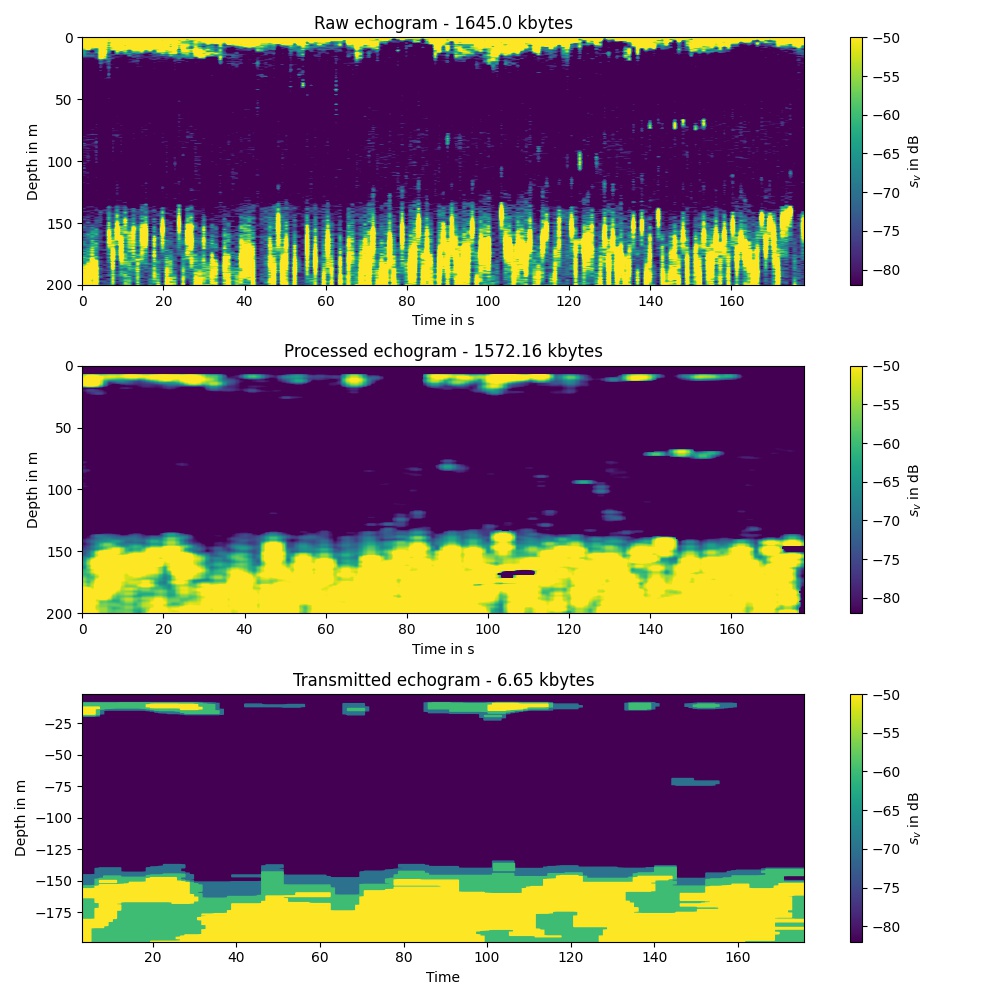 Raw echogram - 1645.0 kbytes
0
50
100
150
200
Depth in m
0 20 40 60 80 100 120 140 160
Time in s
−50
−55
−60
−65
−70
−75
−80
sv in dB
Processed echogram - 1572.16 kbytes
0
50
100
150
200
Depth in m
0 20 40 60 80 100 120 140 160
Time in s
−50
−55
−60
−65
−70
−75
−80
sv in dB
Transmitted echogram - 6.65 kbytes
−25
−50
−75
−100
−125
−150
−175
Depth in m
20 40 60 80 100 120 140 160
Time
−50
−55
−60
−65
−70
−75
−80
sv in dB